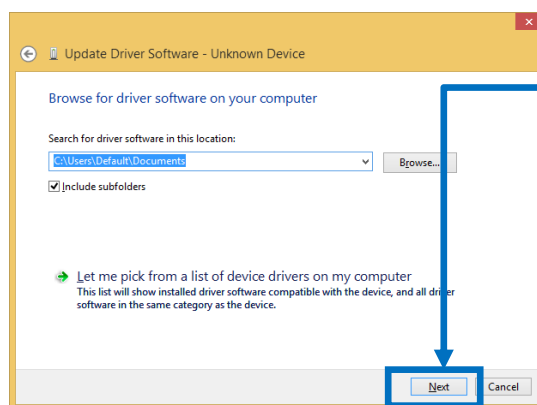 Update Driver Software - Unknown Device
Browse for driver software on your computer
Search for driver software in this location:
C:\Users\Default\Documents
Browse...
Include subfolders
Let me pick from a list of device drivers on my computer
This list will show installed driver software compatible with the device, and all driver
software in the same category as the device.
Next Cancel